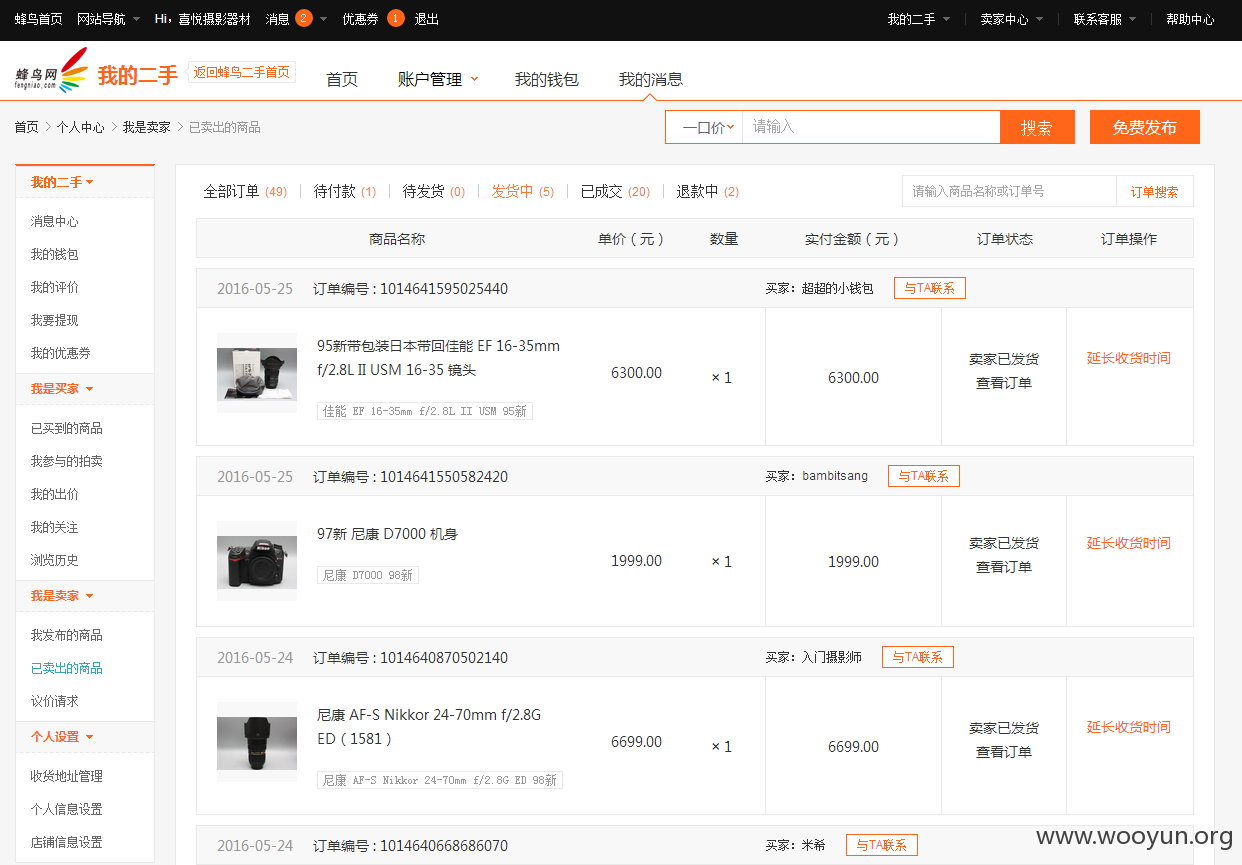 蜂鸟首页 网站导航 Hi，喜悦摄影器材 消息 2 优惠券 1 退出 我的二手 卖家中心 联系客服 帮助中心
蜂鸟网 fengniao.com 我的二手 返回蜂鸟二手首页 首页 账户管理 我的钱包 我的消息
首页 > 个人中心 > 我是卖家 > 已卖出的商品 一口价 请输入 搜索 免费发布
我的二手
消息中心
我的钱包
我的评价
我要提现
我的优惠券
我是买家
已买到的商品
我参与的拍卖
我的出价
我的关注
浏览历史
我是卖家
我发布的商品
已卖出的商品
议价请求
个人设置
收货地址管理
个人信息设置
店铺信息设置
全部订单 (49) 待付款 (1) 待发货 (0) 发货中 (5) 已成交 (20) 退款中 (2) 请输入商品名称或订单号 订单搜索
商品名称 单价（元） 数量 实付金额（元） 订单状态 订单操作
2016-05-25 订单编号 : 1014641595025440 买家：超超的小钱包 与TA联系
95新带包装日本带回佳能 EF 16-35mm
f/2.8L II USM 16-35 镜头
佳能 EF 16-35mm f/2.8L II USM 95新
6300.00 × 1 6300.00
卖家已发货
查看订单
延长收货时间
2016-05-25 订单编号 : 1014641550582420 买家：bambitsang 与TA联系
97新 尼康 D7000 机身
尼康 D7000 98新
1999.00 × 1 1999.00
卖家已发货
查看订单
延长收货时间
2016-05-24 订单编号 : 1014640870502140 买家：入门摄影师 与TA联系
尼康 AF-S Nikkor 24-70mm f/2.8G
ED（1581）
尼康 AF-S Nikkor 24-70mm f/2.8G ED 98新
6699.00 × 1 6699.00
卖家已发货
查看订单
延长收货时间
2016-05-24 订单编号 : 1014640668686070 买家：米希 与TA联系
www.wooyun.org